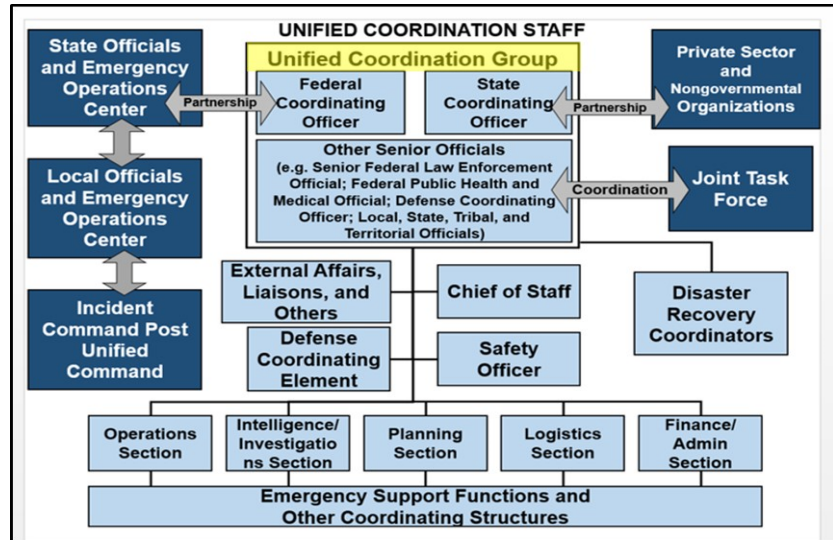 UNIFIED COORDINATION STAFF
Unified Coordination Group
State Officials
and Emergency
Operations
Center
Partnership
Federal
Coordinating
Officer
State
Coordinating
Officer
Partnership
Private Sector
and
Nongovernmental
Organizations
Other Senior Officials
(e.g. Senior Federal Law Enforcement
Official; Federal Public Health and
Medical Official; Defense Coordinating
Officer; Local, State, Tribal, and
Territorial Officials)
Coordination
Joint Task
Force
Local Officials
and Emergency
Operations
Center
Incident
Command Post
Unified
Command
External Affairs,
Liaisons, and
Others
Chief of Staff
Defense
Coordinating
Element
Safety
Officer
Disaster
Recovery
Coordinators
Operations
Section
Intelligence/
Investigatio
ns Section
Planning
Section
Logistics
Section
Finance/
Admin
Section
Emergency Support Functions and
Other Coordinating Structures